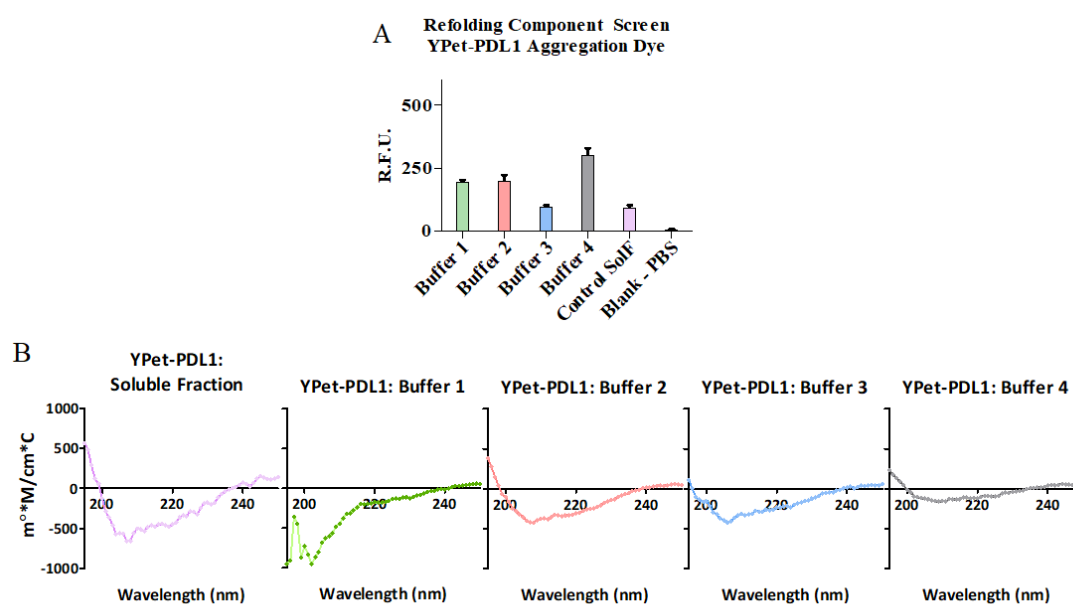 A
Refolding Component Screen
YPet-PDL1 Aggregation Dye
R.F.U.
500
250
0
Buffer 1
Buffer 2
Buffer 3
Buffer 4
Control SolF
Blank - PBS
B
YPet-PDL1:
Soluble Fraction
YPet-PDL1: Buffer 1
YPet-PDL1: Buffer 2
YPet-PDL1: Buffer 3
YPet-PDL1: Buffer 4
m°*M/cm*C
1000
500
0
-500
-1000
200 220 240
200 220 240
200 220 240
200 220 240
200 220 240
Wavelength (nm)
Wavelength (nm)
Wavelength (nm)
Wavelength (nm)
Wavelength (nm)